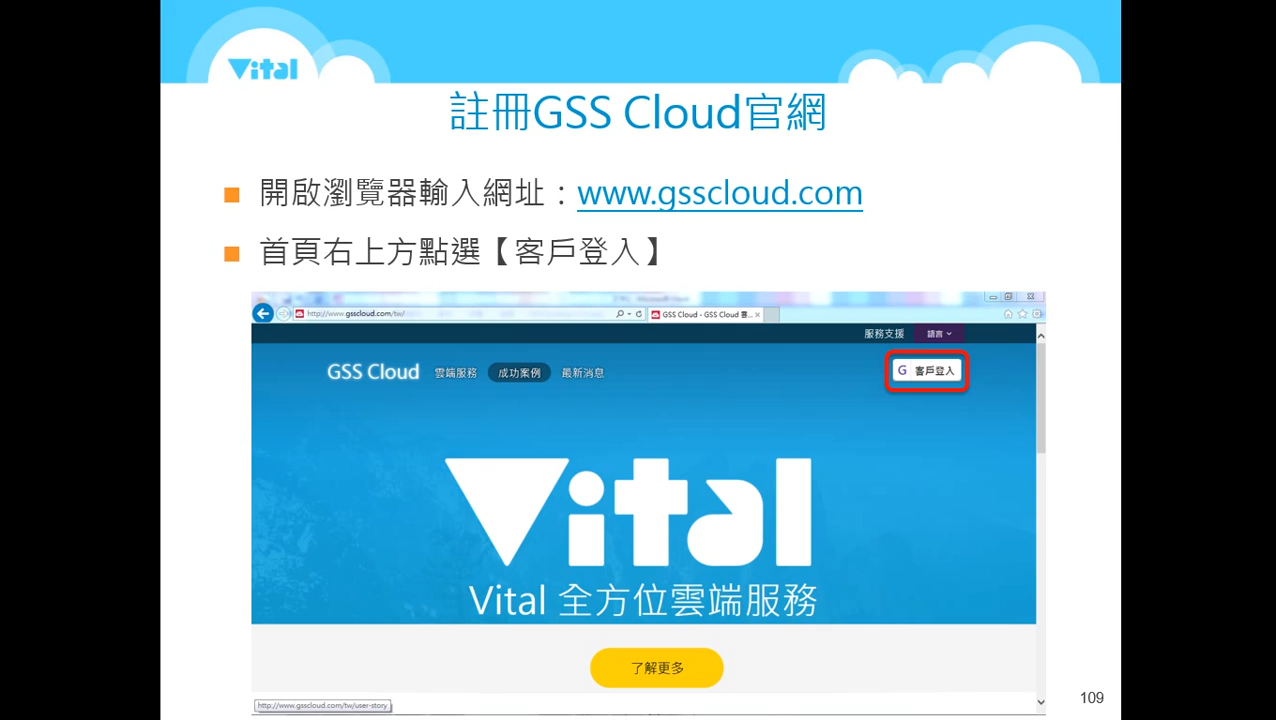 Vital
註冊GSS Cloud官網
開啟瀏覽器輸入網址：www.gsscloud.com
首頁右上方點選【客戶登入】
http://www.gsscloud.com/tw/
GSS Cloud - GSS Cloud 雲...
服務支援 語言
GSS Cloud 雲端服務 成功案例 最新消息 G 客戶登入
Vital
Vital 全方位雲端服務
了解更多
http://www.gsscloud.com/tw/user-story
109